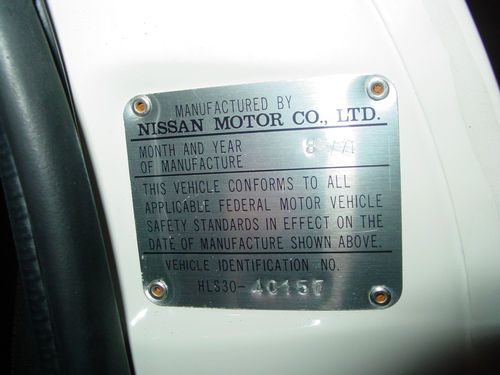 MANUFACTURED BY
NISSAN MOTOR CO., LTD.
MONTH AND YEAR
OF MANUFACTURE
THIS VEHICLE CONFORMS TO ALL
APPLICABLE FEDERAL MOTOR VEHICLE
SAFETY STANDARDS IN EFFECT ON THE
DATE OF MANUFACTURE SHOWN ABOVE.
VEHICLE IDENTIFICATION NO.
HLS30-